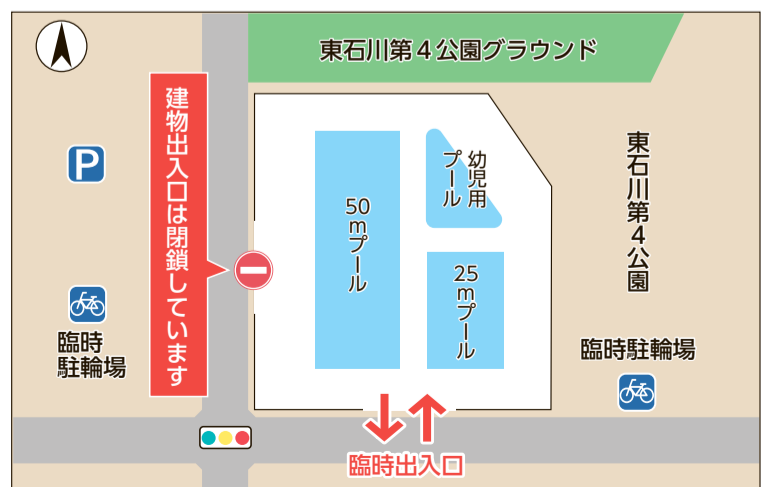 東石川第４公園グラウンド
建物出入口は閉鎖しています
P
幼児用
プール
50mプール
25mプール
東石川第４公園
臨時
駐輪場
臨時駐輪場
臨時出入口